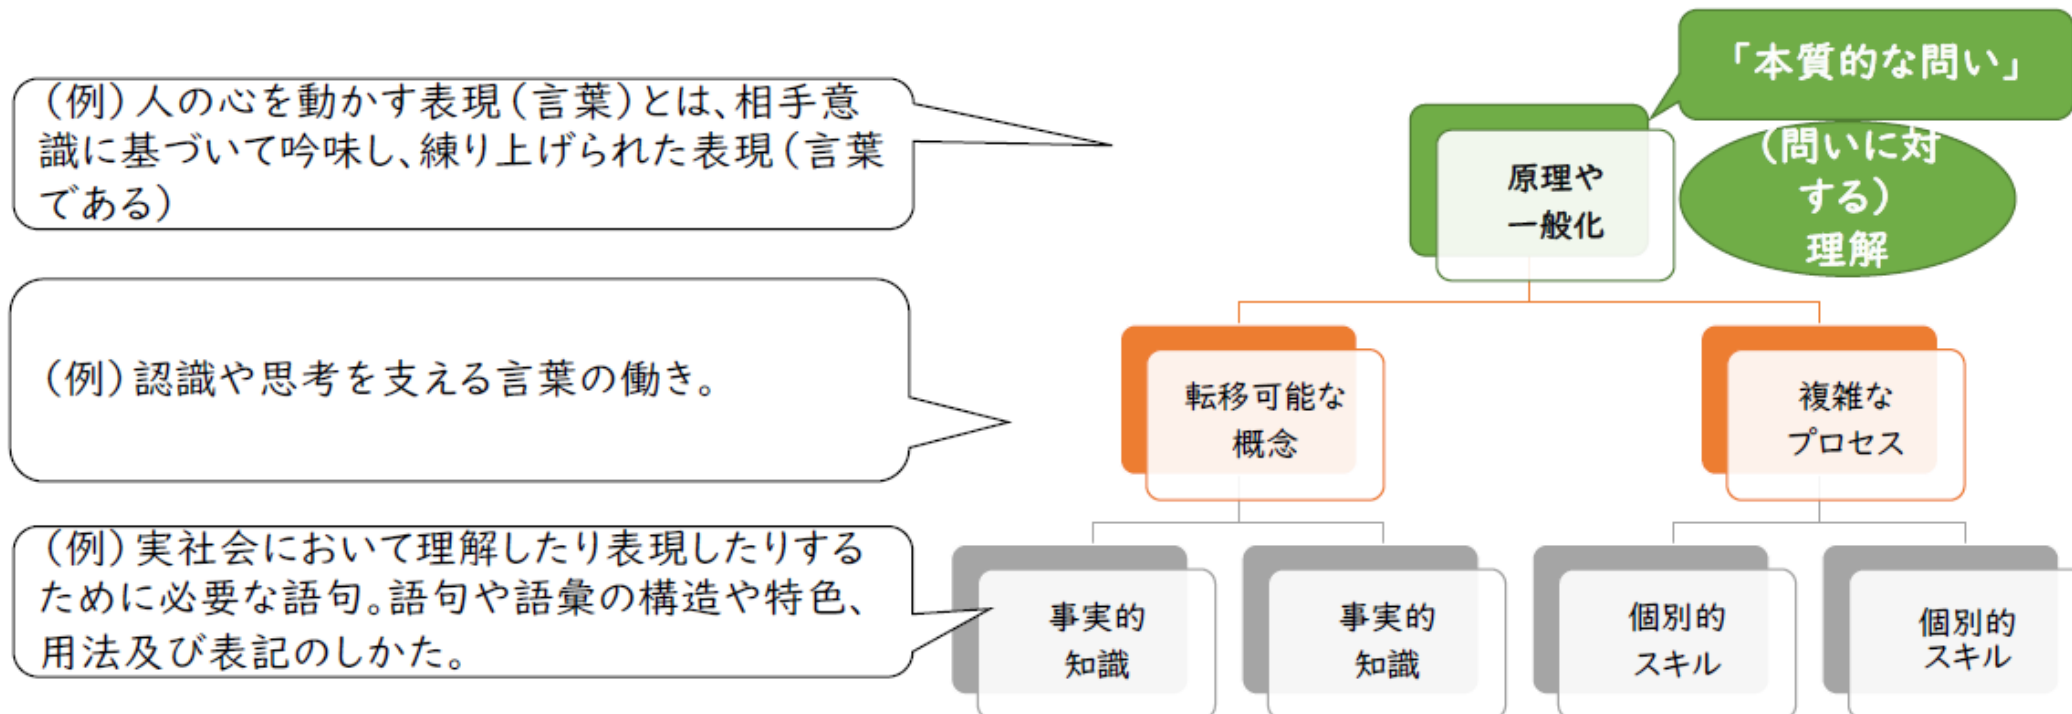 「本質的な問い」
(例)人の心を動かす表現(言葉)とは、相手意
識に基づいて吟味し、練り上げられた表現(言葉
である)
原理や
一般化
(問いに対
する)
理解
(例)認識や思考を支える言葉の働き。
転移可能な
概念
複雑な
プロセス
(例)実社会において理解したり表現したりする
ために必要な語句。語句や語彙の構造や特色、
用法及び表記のしかた。
事実的
知識
事実的
知識
個別的
スキル
個別的
スキル